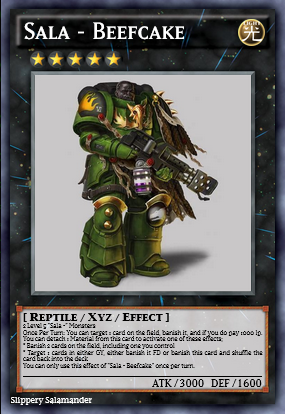 Sala - Beefcake
LIGHT
光
[ Reptile / Xyz / Effect ]
2 Level 5 "Sala -" Monsters
Once Per Turn: You can target 1 card on the field, banish it, and if you do pay 1000 lp.
You can detach 1 Material from this card to activate one of these effects;
* Banish 2 cards on the field, including one you control
* Target 2 cards in either GY, either banish it FD or banish this card and shuffle the
card back into the deck
You can only use this effect of "Sala - Beefcake" once per turn.
ATK/3000 DEF/1600
Slippery Salamander